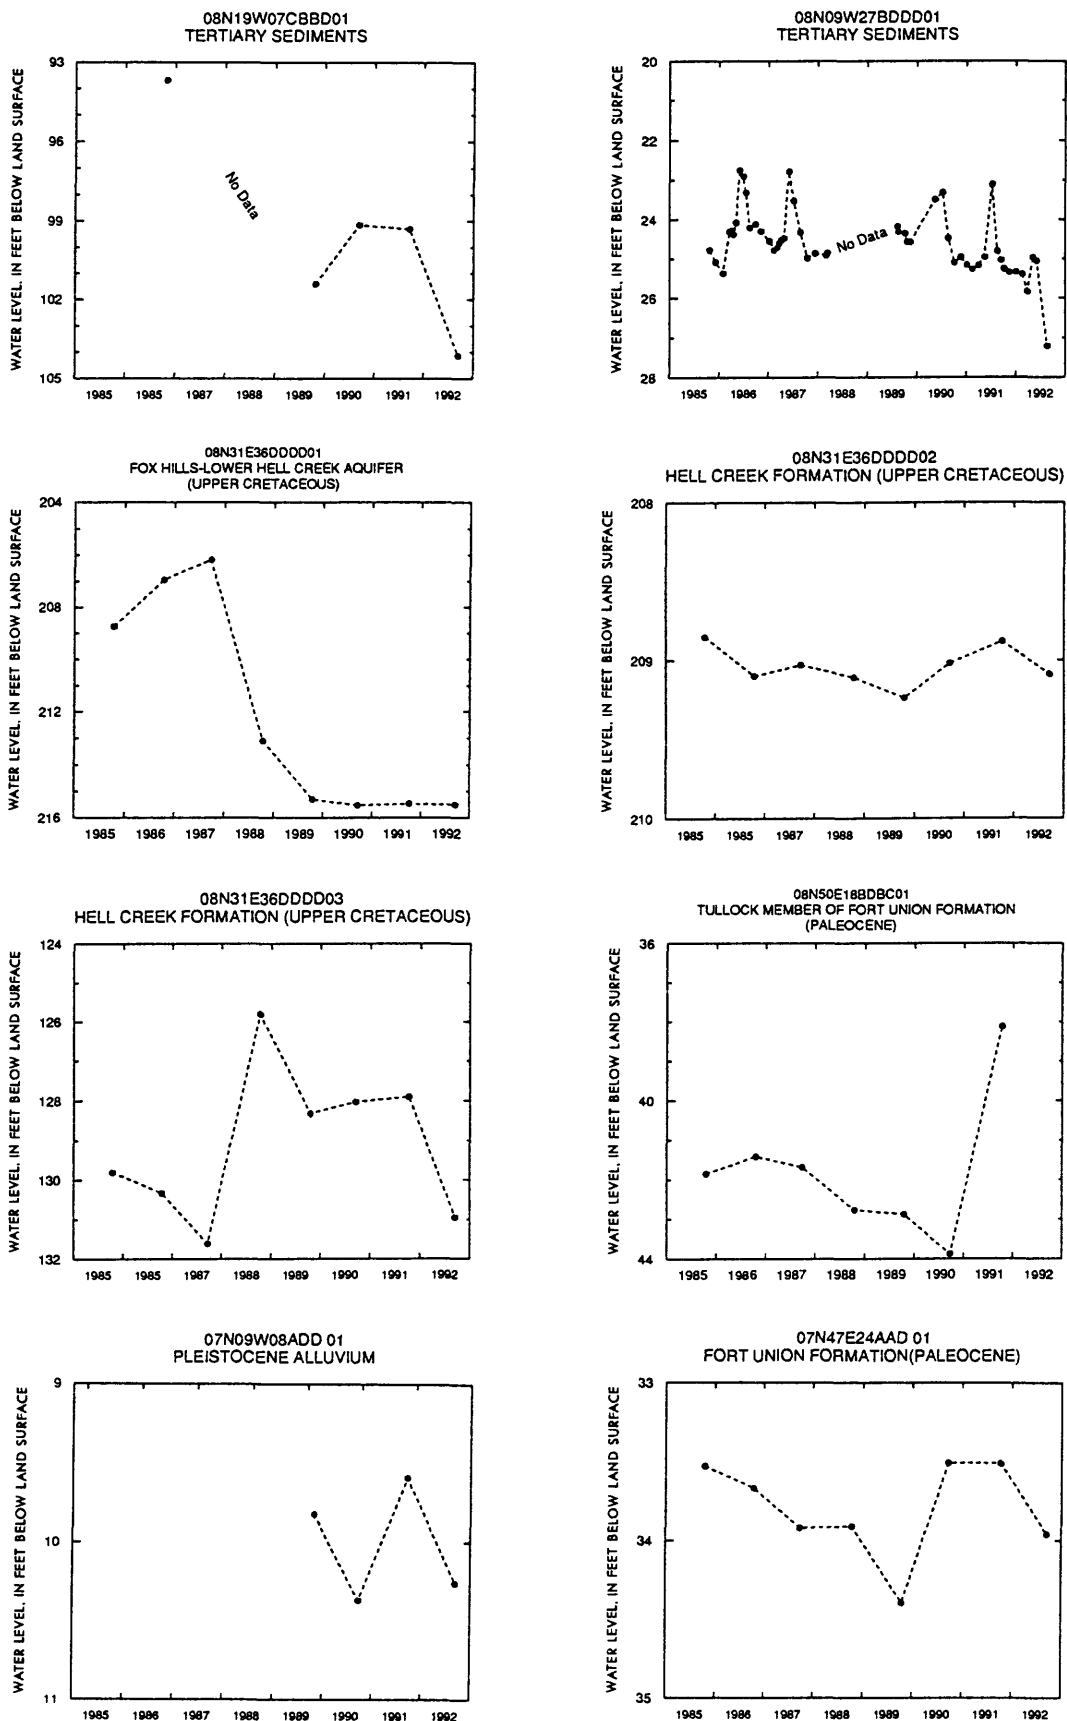 08N19W07CBBD01
TERTIARY SEDIMENTS
WATER LEVEL, IN FEET BELOW LAND SURFACE
93
96
99
102
105
No Data
1985 1985 1987 1988 1989 1990 1991 1992
08N09W27BDDD01
TERTIARY SEDIMENTS
WATER LEVEL, IN FEET BELOW LAND SURFACE
20
22
24
26
28
No Data
1985 1986 1987 1988 1989 1990 1991 1992
08N31E36DDDD01
FOX HILLS-LOWER HELL CREEK AQUIFER
(UPPER CRETACEOUS)
WATER LEVEL, IN FEET BELOW LAND SURFACE
204
208
212
216
1985 1986 1987 1988 1989 1990 1991 1992
08N31E36DDDD02
HELL CREEK FORMATION (UPPER CRETACEOUS)
WATER LEVEL, IN FEET BELOW LAND SURFACE
208
209
210
1985 1985 1987 1988 1989 1990 1991 1992
08N31E36DDDD03
HELL CREEK FORMATION (UPPER CRETACEOUS)
WATER LEVEL, IN FEET BELOW LAND SURFACE
124
126
128
130
132
1985 1985 1987 1988 1989 1990 1991 1992
08N50E18BDBC01
TULLOCK MEMBER OF FORT UNION FORMATION
(PALEOCENE)
WATER LEVEL, IN FEET BELOW LAND SURFACE
36
40
44
1985 1986 1987 1988 1989 1990 1991 1992
07N09W08ADD 01
PLEISTOCENE ALLUVIUM
WATER LEVEL, IN FEET BELOW LAND SURFACE
9
10
11
1985 1986 1987 1988 1989 1990 1991 1992
07N47E24AAD 01
FORT UNION FORMATION(PALEOCENE)
WATER LEVEL, IN FEET BELOW LAND SURFACE
33
34
35
1985 1986 1987 1988 1989 1990 1991 1992